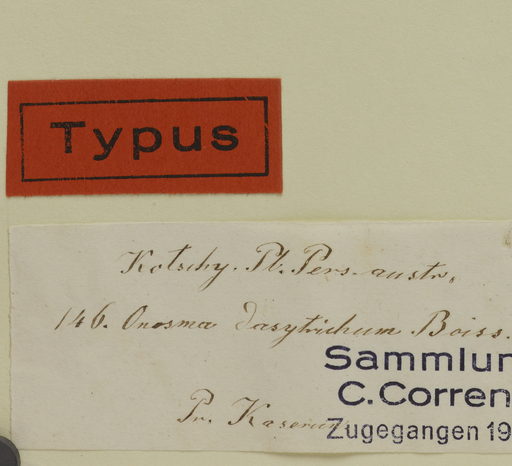 Typus
Kotschy. Pl. Pers. austr.
146. Onosma dasytrichum Boiss.
Sammlun
C.Corren
Pr. Kaserun
Zugegangen 19